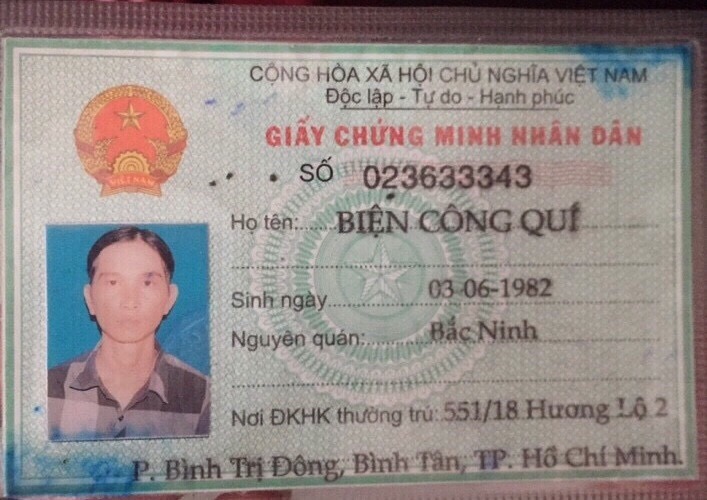 CỘNG HÒA XÃ HỘI CHỦ NGHĨA VIỆT NAM
Độc lập - Tự do - Hạnh phúc
GIẤY CHỨNG MINH NHÂN DÂN
SỐ 023633343
Họ tên: BIỆN CÔNG QUÍ
Sinh ngày 03-06-1982
Nguyên quán: Bắc Ninh
Nơi ĐKHK thường trú: 551/18 Hương Lộ 2
P. Bình Trị Đông, Bình Tân, TP. Hồ Chí Minh.
VIỆT NAM